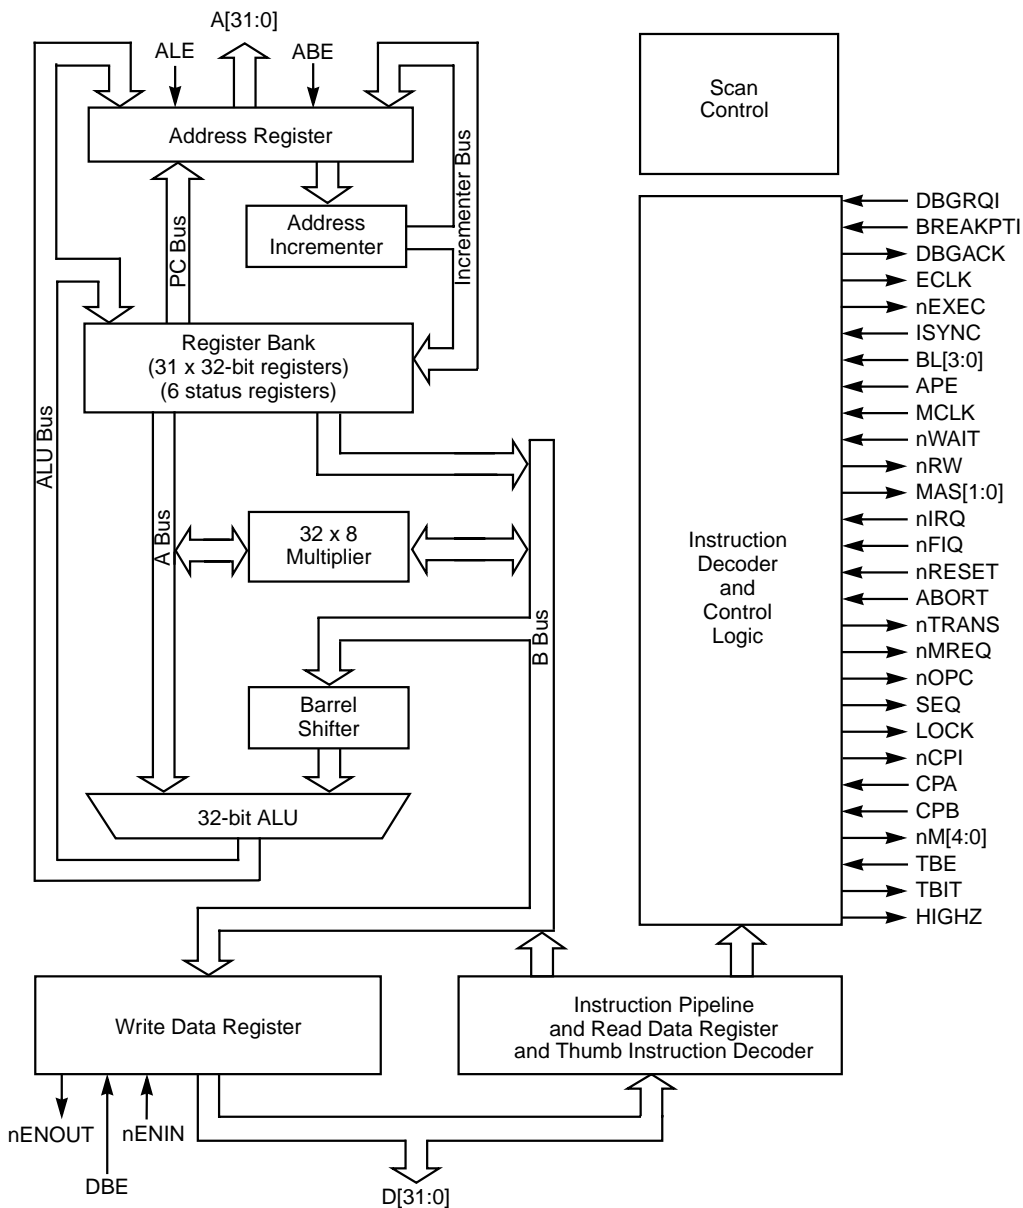 A[31:0]
ALE
ABE
Scan
Control
Address Register
Address
Incrementer
PC Bus
Incrementer Bus
Register Bank
(31 x 32-bit registers)
(6 status registers)
ALU Bus
A Bus
32 x 8
Multiplier
B Bus
Barrel
Shifter
32-bit ALU
Instruction
Decoder
and
Control
Logic
DBGRQI
BREAKPTI
DBGACK
ECLK
nEXEC
ISYNC
BL[3:0]
APE
MCLK
nWAIT
nRW
MAS[1:0]
nIRQ
nFIQ
nRESET
ABORT
nTRANS
nMREQ
nOPC
SEQ
LOCK
nCPI
CPA
CPB
nM[4:0]
TBE
TBIT
HIGHZ
Write Data Register
Instruction Pipeline
and Read Data Register
and Thumb Instruction Decoder
nENOUT
nENIN
DBE
D[31:0]